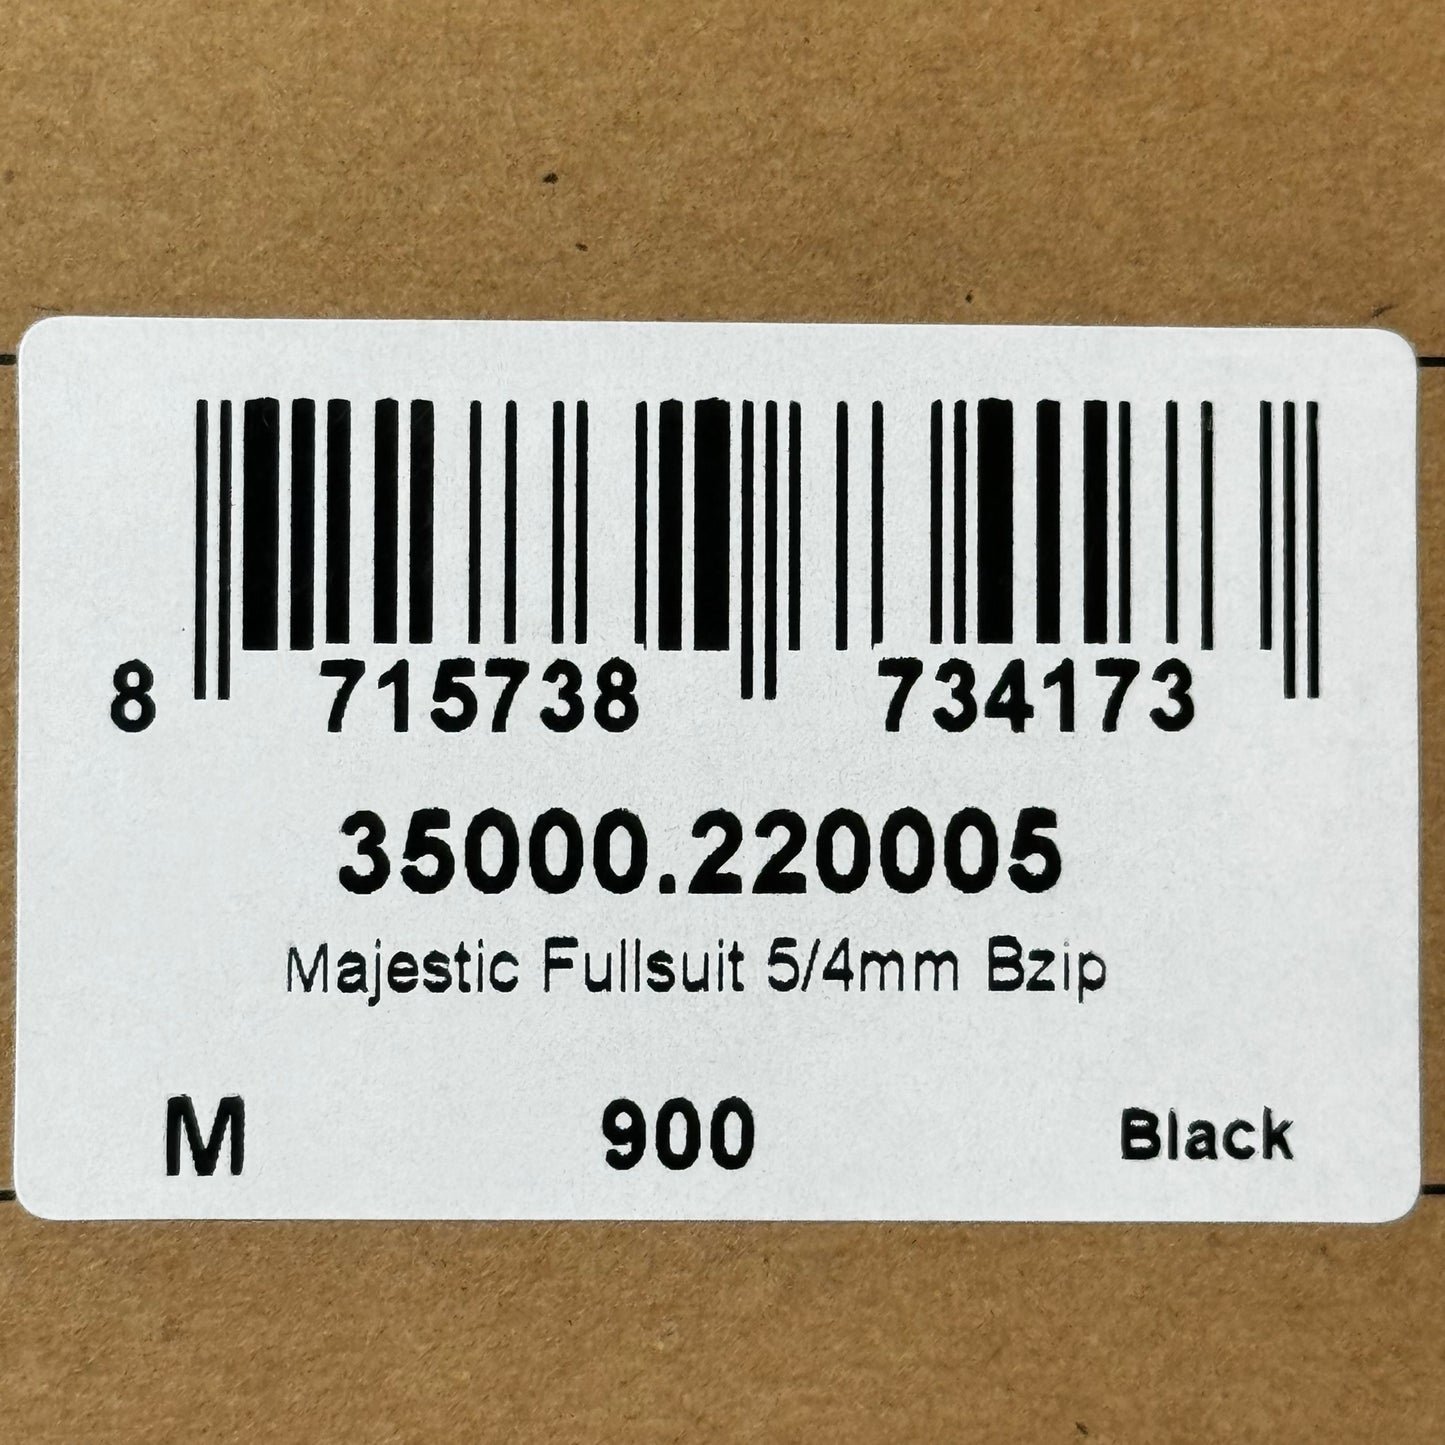 8 715738 734173
35000.220005
Majestic Fullsuit 5/4mm Bzip
M 900 Black